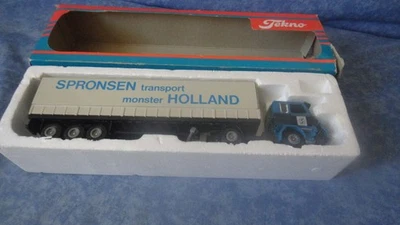 Tekno
SPRONSEN transport
monster HOLLAND